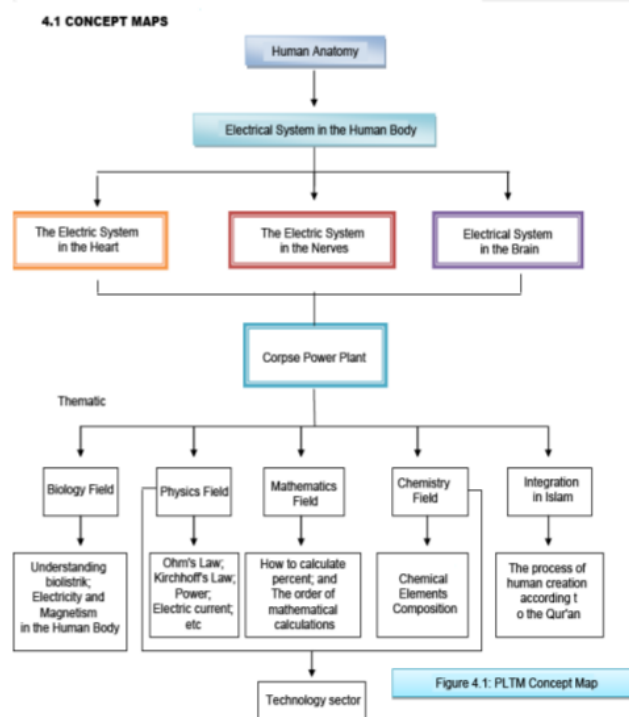 4.1 CONCEPT MAPS
Human Anatomy
Electrical System in the Human Body
The Electric System
in the Heart
The Electric System
in the Nerves
Electrical System
in the Brain
Corpse Power Plant
Thematic
Biology Field
Physics Field
Mathematics
Field
Chemistry
Field
Integration
in Islam
Understanding
biolistrik;
Electricity and
Magnetism
in the Human Body
Ohm's Law;
Kirchhoff's Law;
Power;
Electric current;
etc
How to calculate
percent; and
The order of
mathematical
calculations
Chemical
Elements
Composition
The process of
human creation
according t
o the Qur'an
Technology sector
Figure 4.1: PLTM Concept Map